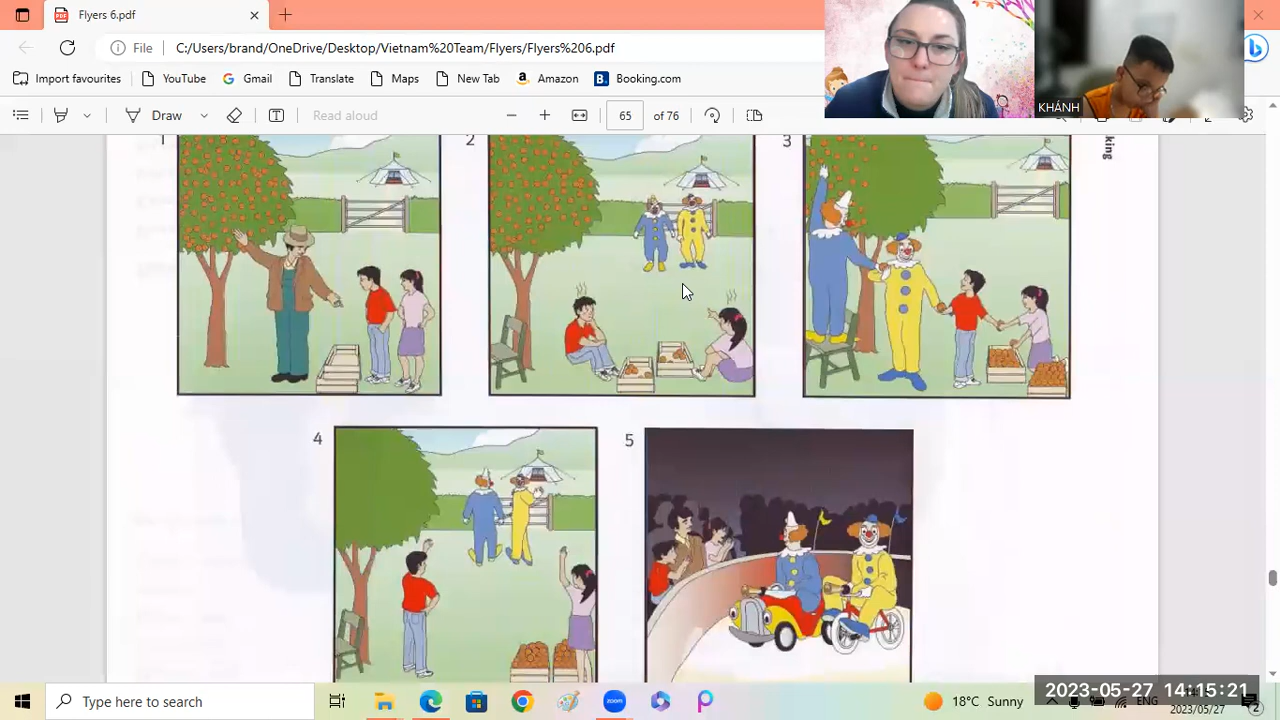 Flyers 6.pdf
File
C:/Users/brand/OneDrive/Desktop/Vietnam%20Team/Flyers/Flyers%206.pdf
Import favourites YouTube Gmail Translate Maps New Tab Amazon Booking.com
KHÁNH
Draw Read aloud 65 of 76
1 2 3
king
4 5
Type here to search
18°C Sunny
ENG
2023-05-27 14:15:21
2023/05/27